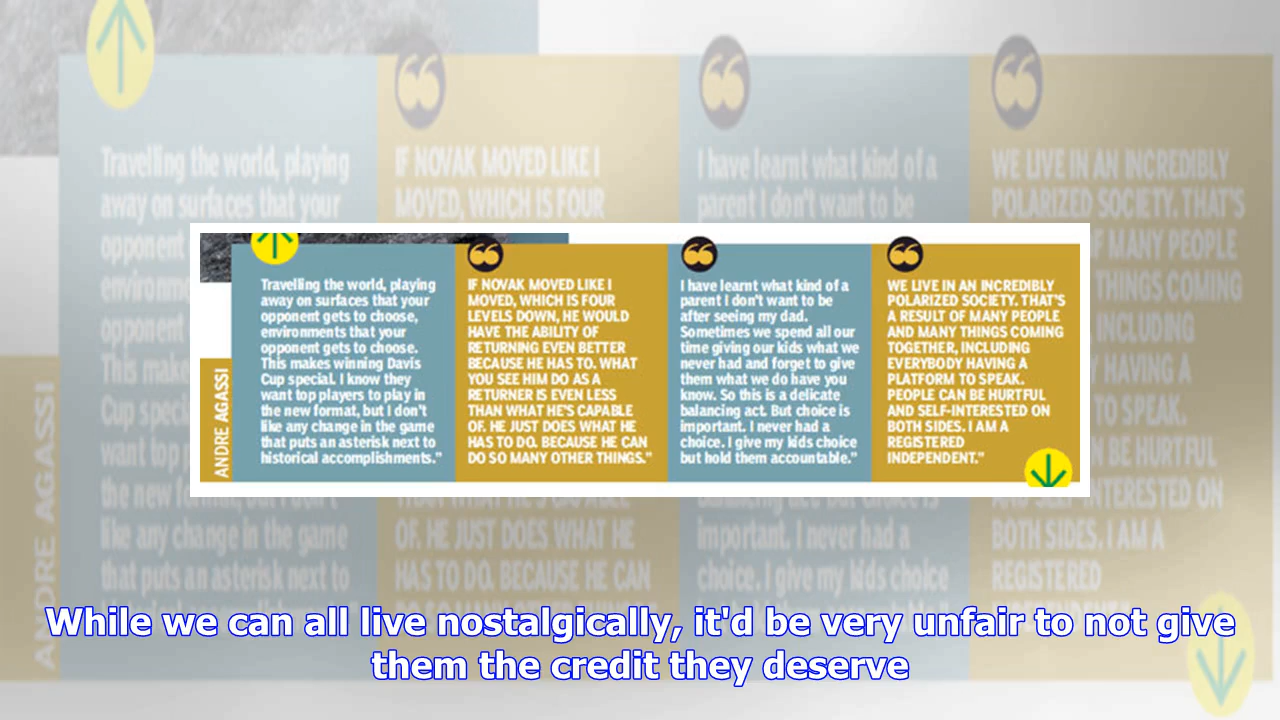 ANDRE AGASSI
Travelling the world, playing
away on surfaces that your
opponent gets to choose,
environments that your
opponent gets to choose.
This makes winning Davis
Cup special. I know they
want top players to play in
the new format, but I don't
like any change in the game
that puts an asterisk next to
historical accomplishments.”
IF NOVAK MOVED LIKE I
MOVED, WHICH IS FOUR
LEVELS DOWN, HE WOULD
HAVE THE ABILITY OF
RETURNING EVEN BETTER
BECAUSE HE HAS TO. WHAT
YOU SEE HIM DO AS A
RETURNER IS EVEN LESS
THAN WHAT HE'S CAPABLE
OF. HE JUST DOES WHAT HE
HAS TO DO. BECAUSE HE CAN
DO SO MANY OTHER THINGS.”
I have learnt what kind of a
parent I don't want to be
after seeing my dad.
Sometimes we spend all our
time giving our kids what we
never had and forget to give
them what we do have you
know. So this is a delicate
balancing act. But choice is
important. I never had a
choice. I give my kids choice
but hold them accountable.”
WE LIVE IN AN INCREDIBLY
POLARIZED SOCIETY. THAT'S
A RESULT OF MANY PEOPLE
AND MANY THINGS COMING
TOGETHER, INCLUDING
EVERYBODY HAVING A
PLATFORM TO SPEAK.
PEOPLE CAN BE HURTFUL
AND SELF-INTERESTED ON
BOTH SIDES. I AM A
REGISTERED
INDEPENDENT.”
While we can all live nostalgically, it'd be very unfair to not give
them the credit they deserve